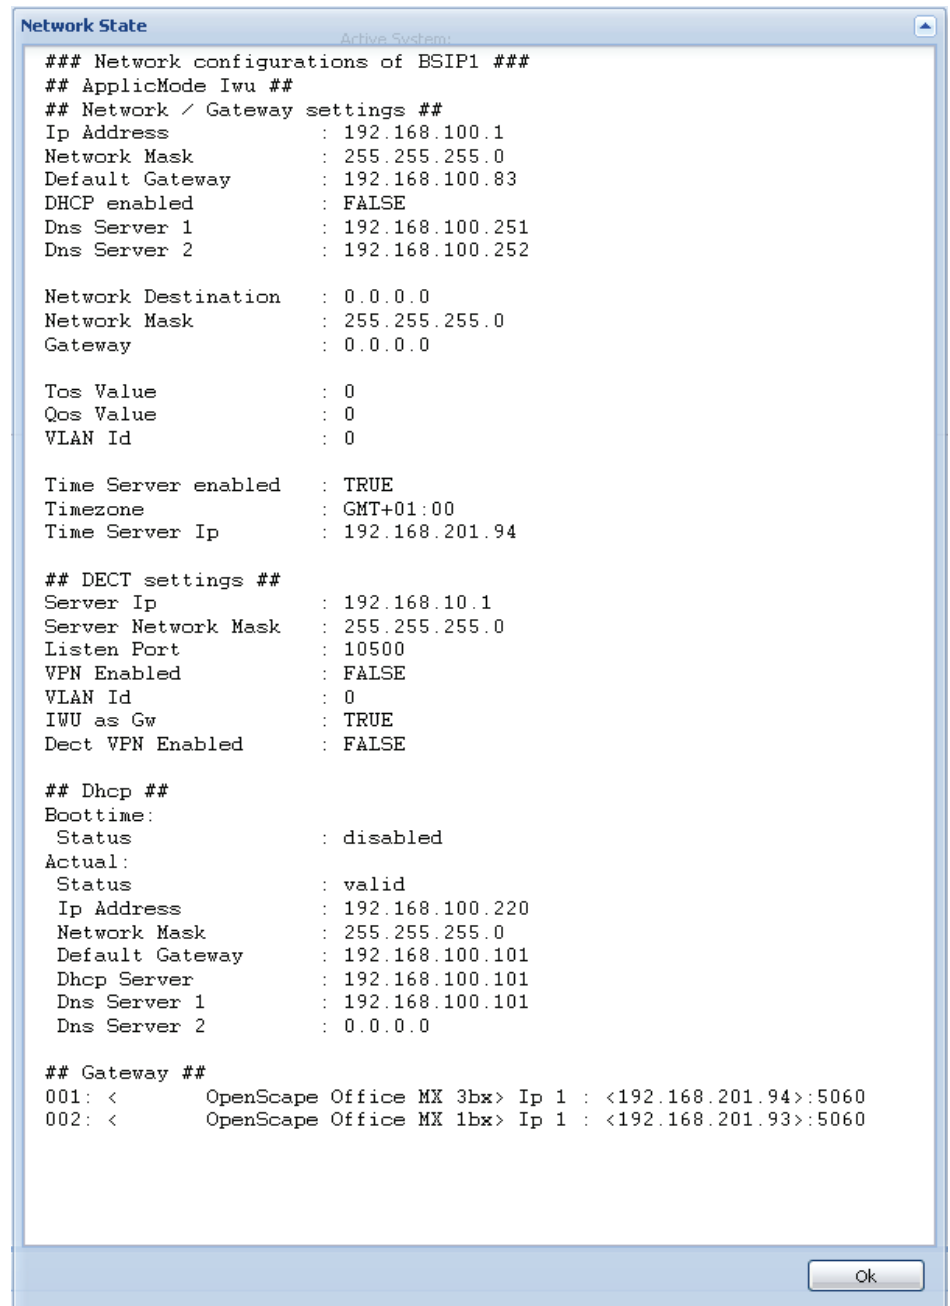 Network State
Active System:
### Network configurations of BSIP1 ###
## ApplicMode Iwu ##
## Network / Gateway settings ##
Ip Address : 192.168.100.1
Network Mask : 255.255.255.0
Default Gateway : 192.168.100.83
DHCP enabled : FALSE
Dns Server 1 : 192.168.100.251
Dns Server 2 : 192.168.100.252
Network Destination : 0.0.0.0
Network Mask : 255.255.255.0
Gateway : 0.0.0.0
Tos Value : 0
Qos Value : 0
VLAN Id : 0
Time Server enabled : TRUE
Timezone : GMT+01:00
Time Server Ip : 192.168.201.94
## DECT settings ##
Server Ip : 192.168.10.1
Server Network Mask : 255.255.255.0
Listen Port : 10500
VPN Enabled : FALSE
VLAN Id : 0
IWU as Gw : TRUE
Dect VPN Enabled : FALSE
## Dhcp ##
Boottime:
Status : disabled
Actual:
Status : valid
Ip Address : 192.168.100.220
Network Mask : 255.255.255.0
Default Gateway : 192.168.100.101
Dhcp Server : 192.168.100.101
Dns Server 1 : 192.168.100.101
Dns Server 2 : 0.0.0.0
## Gateway ##
001: < OpenScape Office MX 3bx> Ip 1 : <192.168.201.94>:5060
002: < OpenScape Office MX 1bx> Ip 1 : <192.168.201.93>:5060
Ok